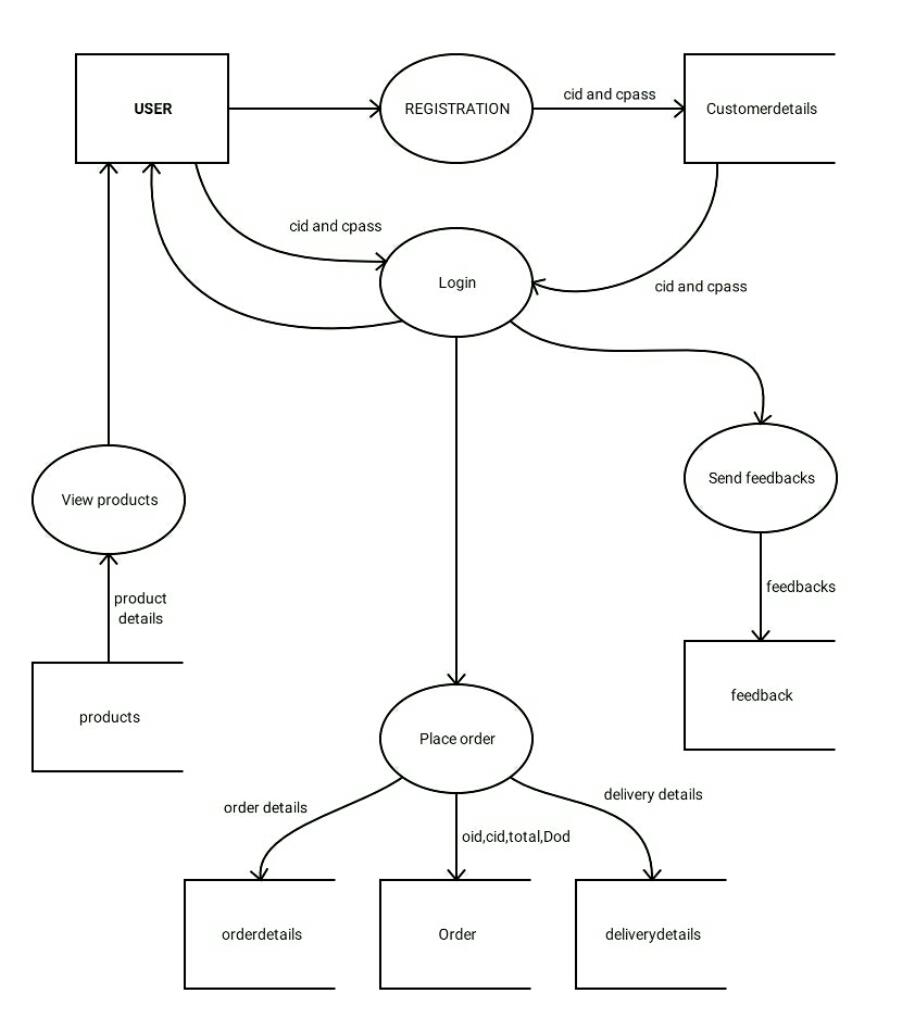 USER
REGISTRATION
cid and cpass
Customerdetails
cid and cpass
Login
cid and cpass
View products
Send feedbacks
product
details
feedbacks
products
feedback
Place order
order details
delivery details
oid,cid,total,Dod
orderdetails
Order
deliverydetails